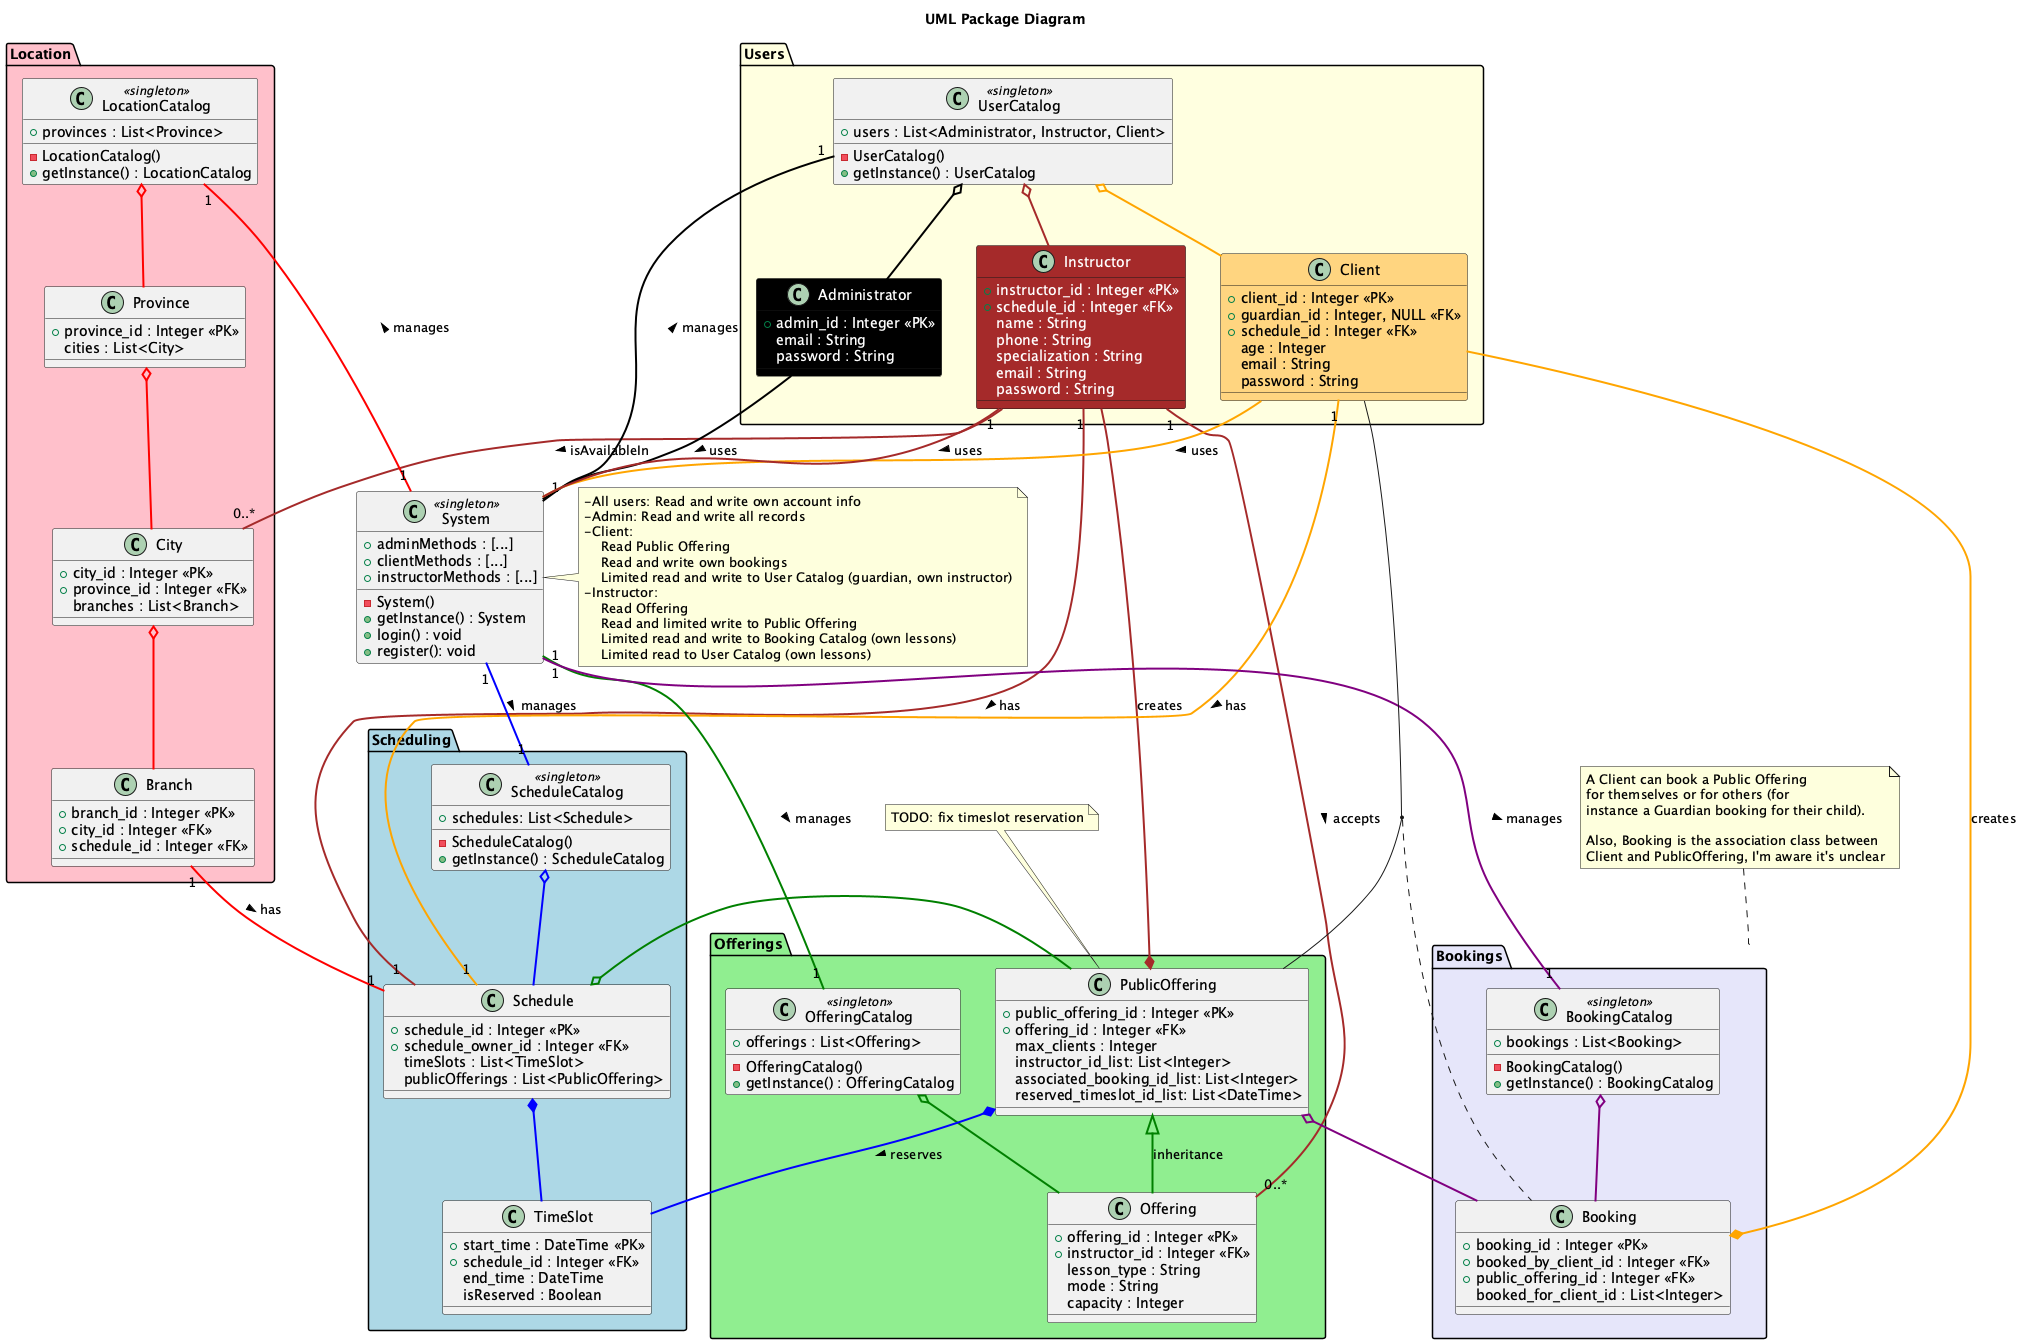 UML Package Diagram
Location
«singleton»
LocationCatalog
provinces : List<Province>
LocationCatalog()
getInstance() : LocationCatalog
1
Province
province_id : Integer «PK»
cities : List<City>
manages
1
0..*
City
city_id : Integer «PK»
province_id : Integer «FK»
branches : List<Branch>
Branch
branch_id : Integer «PK»
city_id : Integer «FK»
schedule_id : Integer «FK»
1
has
1
Users
«singleton»
UserCatalog
users : List<Administrator, Instructor, Client>
UserCatalog()
getInstance() : UserCatalog
1
manages
Administrator
admin_id : Integer «PK»
email : String
password : String
Instructor
instructor_id : Integer «PK»
schedule_id : Integer «FK»
name : String
phone : String
specialization : String
email : String
password : String
Client
client_id : Integer «PK»
guardian_id : Integer, NULL «FK»
schedule_id : Integer «FK»
age : Integer
email : String
password : String
1
1
1
1
isAvailableIn
uses
uses
uses
1
«singleton»
System
adminMethods : [...]
clientMethods : [...]
instructorMethods : [...]
System()
getInstance() : System
login() : void
register(): void
-All users: Read and write own account info
-Admin: Read and write all records
-Client:
Read Public Offering
Read and write own bookings
Limited read and write to User Catalog (guardian, own instructor)
-Instructor:
Read Offering
Read and limited write to Public Offering
Limited read and write to Booking Catalog (own lessons)
Limited read to User Catalog (own lessons)
1
1
1
manages
has
creates
has
Scheduling
1
«singleton»
ScheduleCatalog
schedules: List<Schedule>
ScheduleCatalog()
getInstance() : ScheduleCatalog
1
1
Schedule
schedule_id : Integer «PK»
schedule_owner_id : Integer «FK»
timeSlots : List<TimeSlot>
publicOfferings : List<PublicOffering>
TimeSlot
start_time : DateTime «PK»
schedule_id : Integer «FK»
end_time : DateTime
isReserved : Boolean
manages
TODO: fix timeslot reservation
accepts
manages
A Client can book a Public Offering
for themselves or for others (for
instance a Guardian booking for their child).
Also, Booking is the association class between
Client and PublicOffering, I'm aware it's unclear
creates
Offerings
1
«singleton»
OfferingCatalog
offerings : List<Offering>
OfferingCatalog()
getInstance() : OfferingCatalog
PublicOffering
public_offering_id : Integer «PK»
offering_id : Integer «FK»
max_clients : Integer
instructor_id_list: List<Integer>
associated_booking_id_list: List<Integer>
reserved_timeslot_id_list: List<DateTime>
reserves
inheritance
0..*
Offering
offering_id : Integer «PK»
instructor_id : Integer «FK»
lesson_type : String
mode : String
capacity : Integer
Bookings
1
«singleton»
BookingCatalog
bookings : List<Booking>
BookingCatalog()
getInstance() : BookingCatalog
Booking
booking_id : Integer «PK»
booked_by_client_id : Integer «FK»
public_offering_id : Integer «FK»
booked_for_client_id : List<Integer>